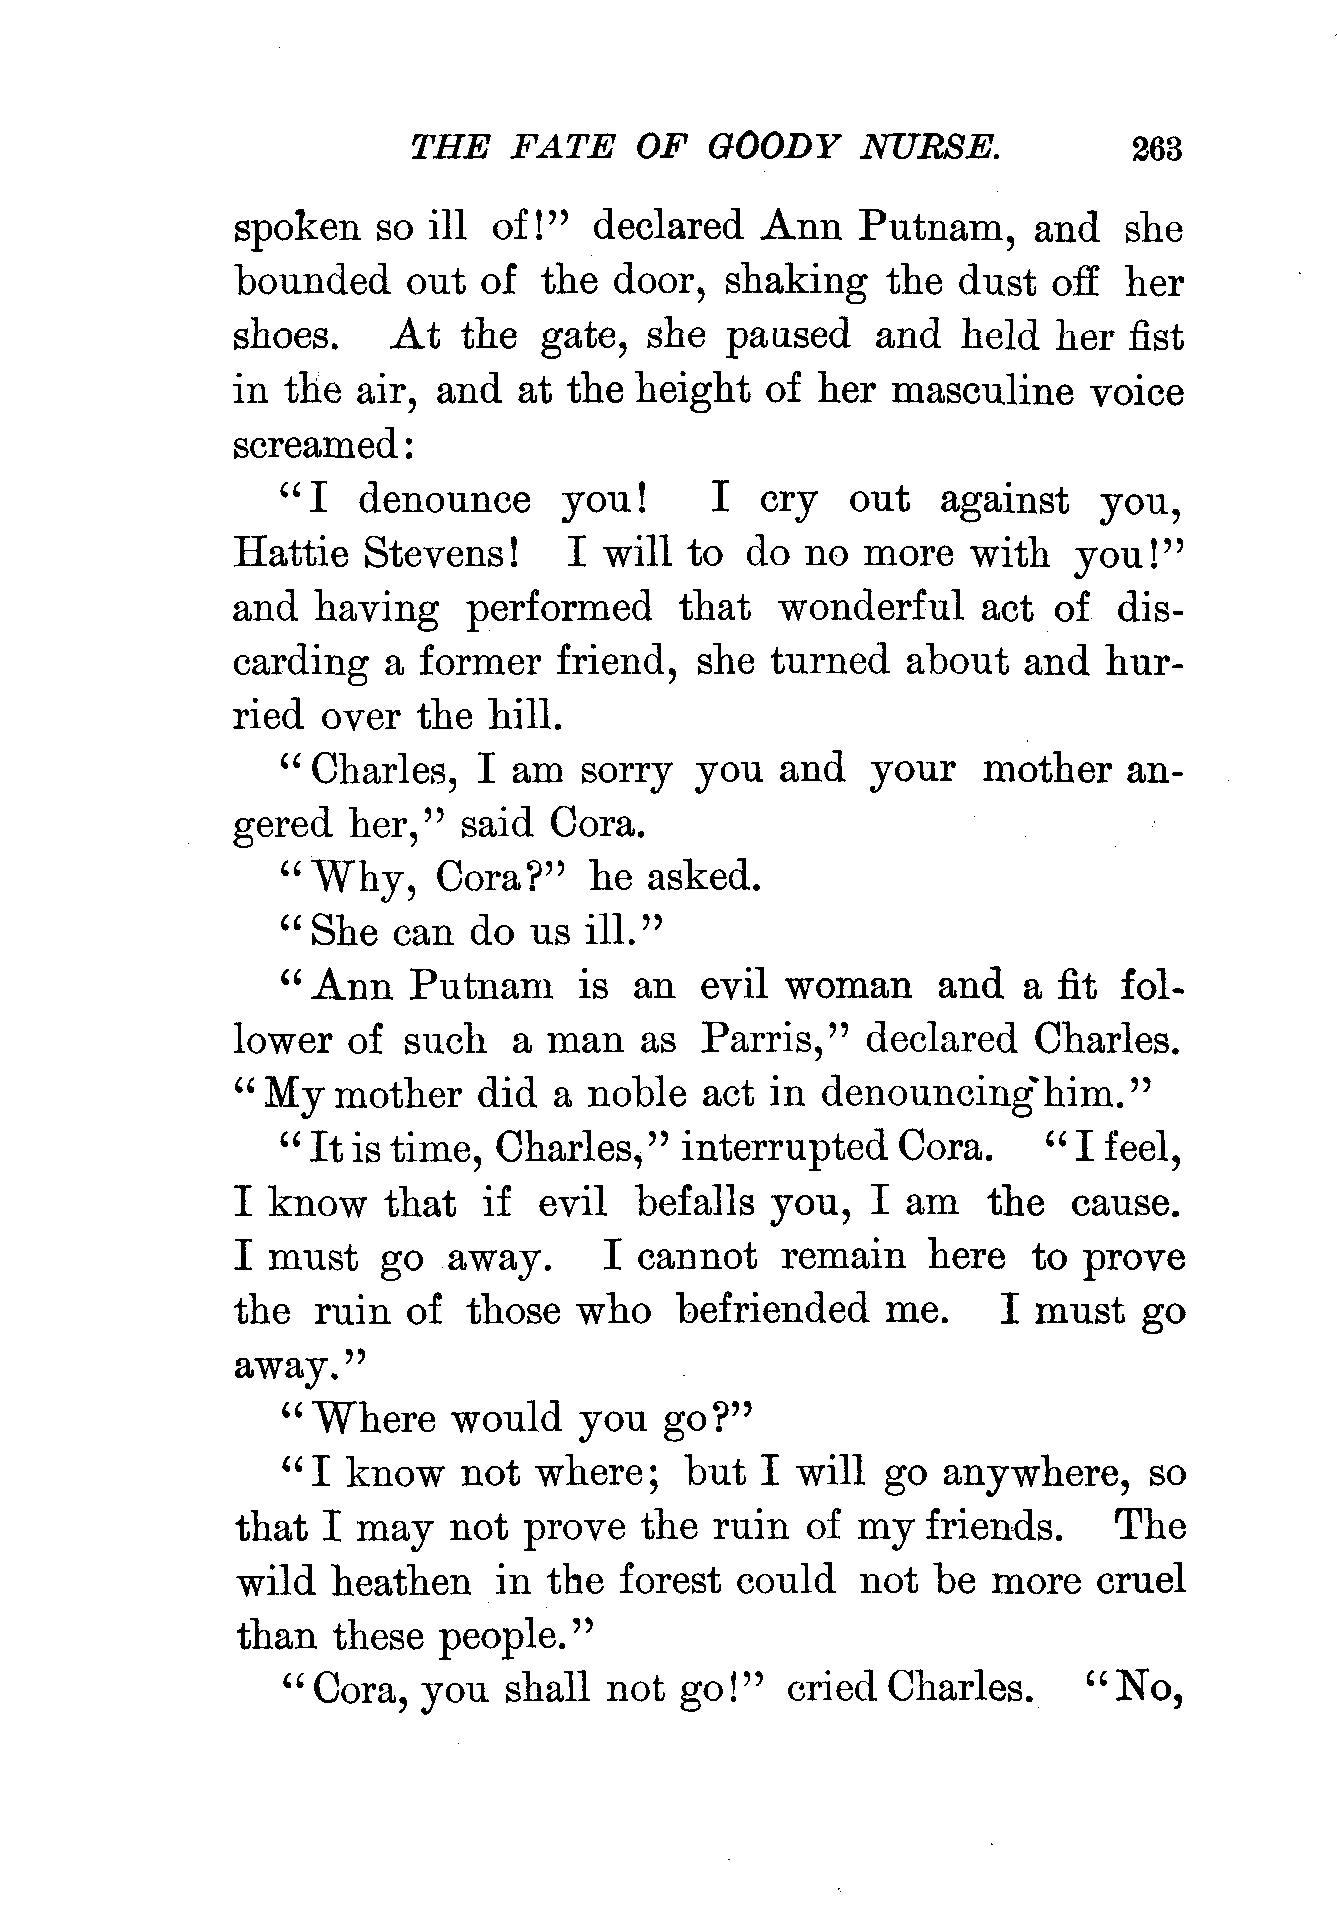 THE FATE OF GOODY NURSE. 263
spoken so ill of!” declared Ann Putnam, and she
bounded out of the door, shaking the dust off her
shoes. At the gate, she paused and held her fist
in the air, and at the height of her masculine voice
screamed:
“I denounce you! I cry out against you,
Hattie Stevens! I will to do no more with you!”
and having performed that wonderful act of dis-
carding a former friend, she turned about and hur-
ried over the hill.
“Charles, I am sorry you and your mother an-
gered her,” said Cora.
“Why, Cora?” he asked.
“She can do us ill.”
“Ann Putnam is an evil woman and a fit fol-
lower of such a man as Parris,” declared Charles.
“My mother did a noble act in denouncing him.”
“It is time, Charles,” interrupted Cora. “I feel,
I know that if evil befalls you, I am the cause.
I must go away. I cannot remain here to prove
the ruin of those who befriended me. I must go
away.”
“Where would you go?”
“I know not where; but I will go anywhere, so
that I may not prove the ruin of my friends. The
wild heathen in the forest could not be more cruel
than these people.”
“Cora, you shall not go!” cried Charles. “No,